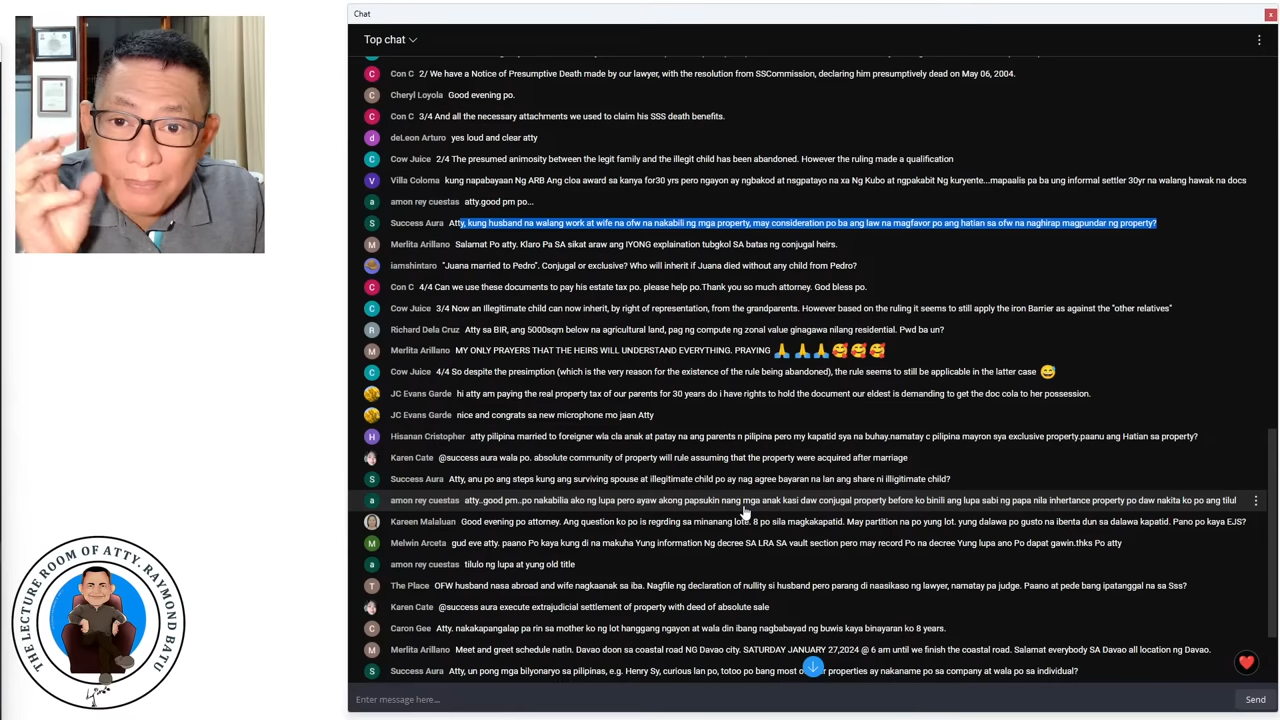 Chat
x
Top chat
C Con C 2/ We have a Notice of Presumptive Death made by our lawyer, with the resolution from SSCommission, declaring him presumptively dead on May 06, 2004.
C Cheryl Loyola Good evening po.
C Con C 3/4 And all the necessary attachments we used to claim his SSS death benefits.
d deLeon Arturo yes loud and clear atty
C Cow Juice 2/4 The presumed animosity between the legit family and the illegit child has been abandoned. However the ruling made a qualification
V Villa Coloma kung napabayaan Ng ARB Ang cloa award sa kanya for30 yrs pero ngayon ay ngbakod at nsgpatayo na xa Ng Kubo at ngpakabit Ng kuryente...mapaalis pa ba ung informal settler 30yr na walang hawak na docs
a amon rey cuestas atty.good pm po...
S Success Aura Atty, kung husband na walang work at wife na ofw na nakabili ng mga property, may consideration po ba ang law na magfavor po ang hatian sa ofw na naghirap magpundar ng property?
M Merlita Arillano Salamat Po atty. Klaro Pa SA sikat araw ang IYONG explaination tubgkol SA batas ng conjugal heirs.
iamshintaro "Juana married to Pedro". Conjugal or exclusive? Who will inherit if Juana died without any child from Pedro?
C Con C 4/4 Can we use these documents to pay his estate tax po. please help po.Thank you so much attorney. God bless po.
C Cow Juice 3/4 Now an Illegitimate child can now inherit, by right of representation, from the grandparents. However based on the ruling it seems to still apply the iron Barrier as against the "other relatives"
R Richard Dela Cruz Atty sa BIR, ang 5000sqm below na agricultural land, pag ng compute ng zonal value ginagawa nilang residential. Pwd ba un?
M Merlita Arillano MY ONLY PRAYERS THAT THE HEIRS WILL UNDERSTAND EVERYTHING. PRAYING 🙏 🙏 🙏 🥰 🥰 🥰
C Cow Juice 4/4 So despite the presimption (which is the very reason for the existence of the rule being abandoned), the rule seems to still be applicable in the latter case 😅
JC Evans Garde hi atty am paying the real property tax of our parents for 30 years do i have rights to hold the document our eldest is demanding to get the doc cola to her possession.
JC Evans Garde nice and congrats sa new microphone mo jaan Atty
H Hisanan Cristopher atty pilipina married to foreigner wla cla anak at patay na ang parents n pilipina pero my kapatid sya na buhay.namatay c pilipina mayron sya exclusive property.paanu ang Hatian sa property?
Karen Cate @success aura wala po. absolute community of property will rule assuming that the property were acquired after marriage
S Success Aura Atty, anu po ang steps kung ang surviving spouse at illegitimate child po ay nag agree bayaran na lan ang share ni illigitimate child?
a amon rey cuestas atty..good pm..po nakabilia ako ng lupa pero ayaw akong papsukin nang mga anak kasi daw conjugal property before ko binili ang lupa sabi ng papa nila inhertance property po daw nakita ko po ang tilul
Kareen Malaluan Good evening po attorney. Ang question ko po is regrding sa minanang lote. 8 po sila magkakapatid. May partition na po yung lot. yung dalawa po gusto na ibenta dun sa dalawa kapatid. Pano po kaya EJS?
M Melwin Arceta gud eve atty. paano Po kaya kung di na makuha Yung information Ng decree SA LRA SA vault section pero may record Po na decree Yung lupa ano Po dapat gawin.thks Po atty
a amon rey cuestas tilulo ng lupa at yung old title
The Place OFW husband nasa abroad and wife nagkaanak sa iba. Nagfile ng declaration of nullity si husband pero parang di naasikaso ng lawyer, namatay pa judge. Paano at pede bang ipatanggal na sa Sss?
Karen Cate @success aura execute extrajudicial settlement of property with deed of absolute sale
C Caron Gee Atty. nakakapangalap pa rin sa mother ko ng lot hanggang ngayon at wala din ibang nagbabayad ng buwis kaya binayaran ko 8 years.
M Merlita Arillano Meet and greet schedule natin. Davao doon sa coastal road NG Davao city. SATURDAY JANUARY 27,2024 @ 6 am until we finish the coastal road. Salamat everybody SA Davao all location ng Davao.
S Success Aura Atty, un pong mga bilyonaryo sa pilipinas, e.g. Henry Sy, curious lan po, totoo po bang most properties ay nakaname po sa company at wala po sa individual?
Enter message here...
Send
THE LECTURE ROOM OF ATTY. RAYMOND BATU